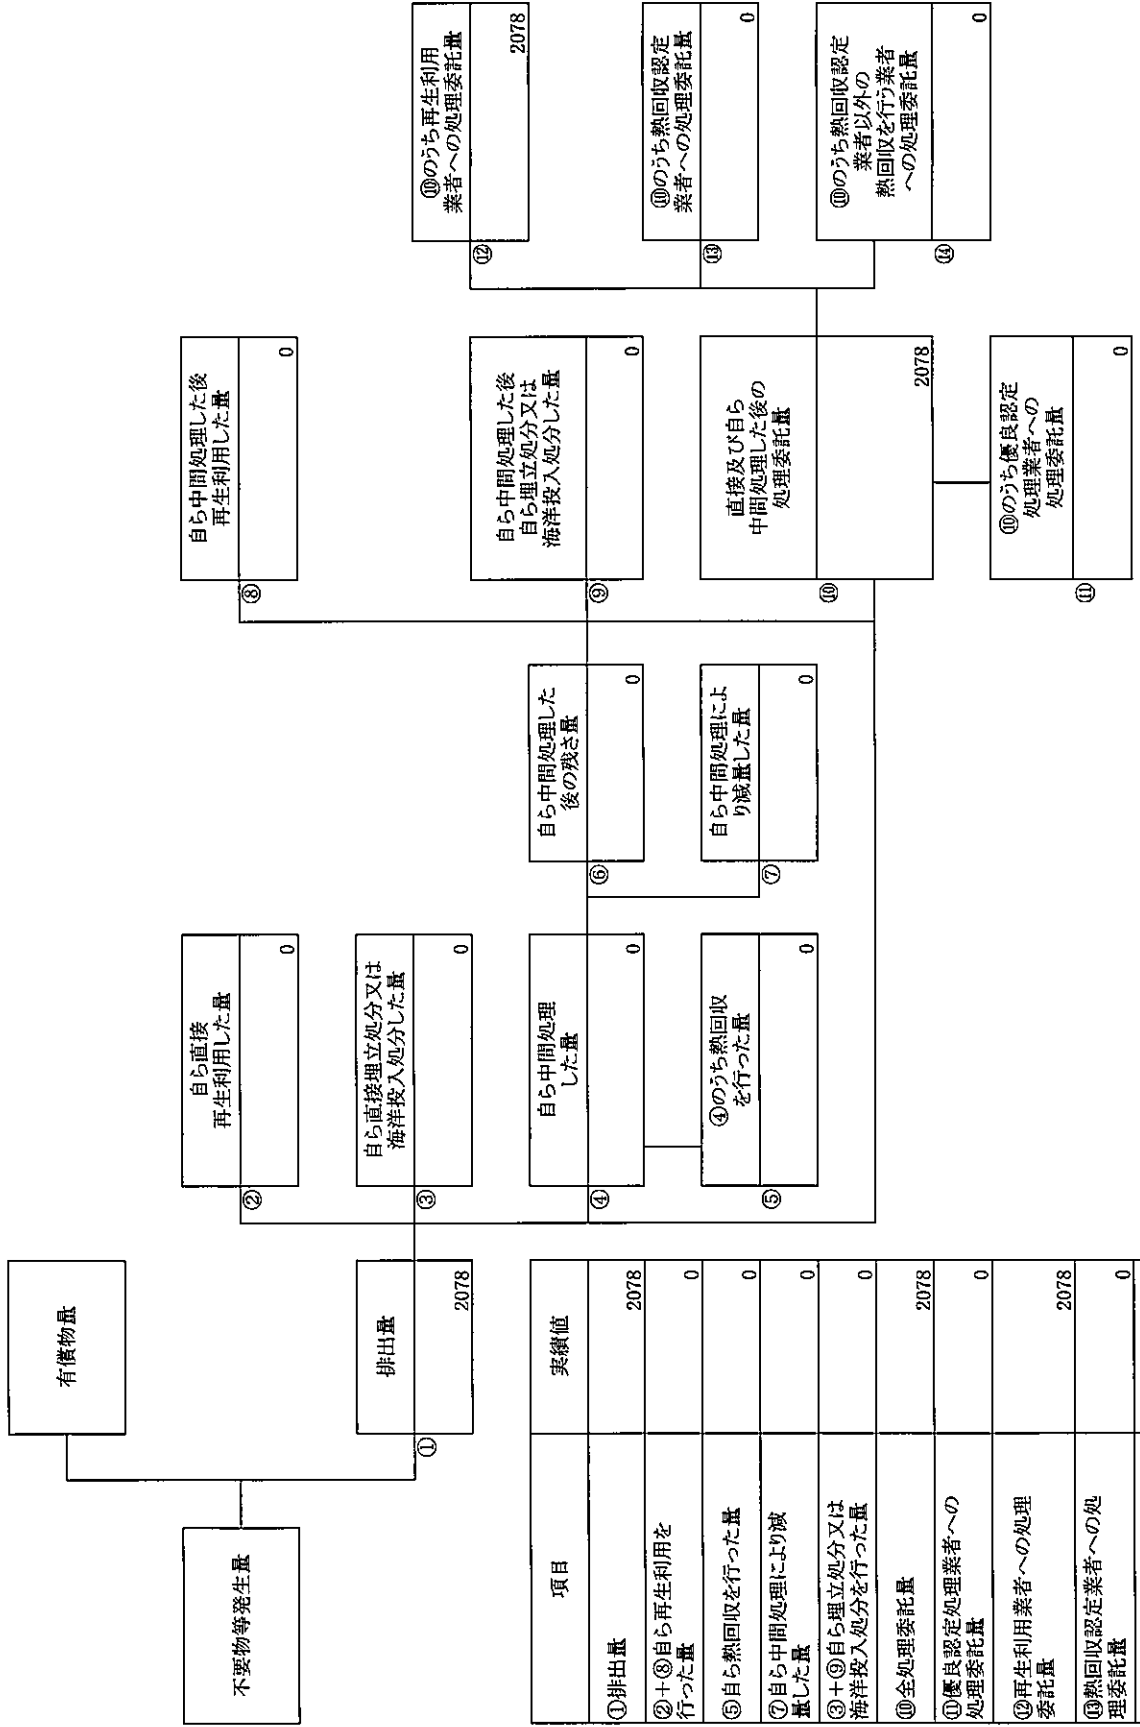 不要物等発生量
有償物量
①
排出量
2078
②
自ら直接
再生利用した量
0
③
自ら直接埋立処分又は
海洋投入処分した量
0
④
自ら中間処理
した量
0
⑤
④のうち熱回収
を行った量
0
⑥
自ら中間処理した
後の残さ量
0
⑦
自ら中間処理によ
り減量した量
0
⑧
自ら中間処理した後
再生利用した量
0
⑨
自ら中間処理した後
自ら埋立処分又は
海洋投入処分した量
0
⑩
直接及び自ら
中間処理した後の
処理委託量
2078
⑪
⑩のうち優良認定
処理業者への
処理委託量
0
⑫
⑩のうち再生利用
業者への処理委託量
2078
⑬
⑩のうち熱回収認定
業者への処理委託量
0
⑭
⑩のうち熱回収認定
業者以外の
熱回収を行う業者
への処理委託量
0
項目 実績値
①排出量 2078
②+⑧自ら再生利用を
行った量 0
⑤自ら熱回収を行った量 0
⑦自ら中間処理により減
量した量 0
③+⑨自ら埋立処分又は
海洋投入処分を行った量 0
⑩全処理委託量 2078
⑪優良認定処理業者への
処理委託量 0
⑫再生利用業者への処理
委託量 2078
⑬熱回収認定業者への処
理委託量 0